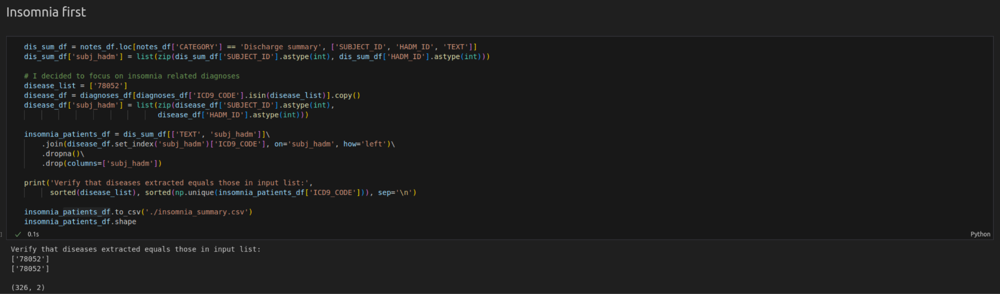 Insomnia first
dis_sum_df = notes_df.loc[notes_df['CATEGORY'] == 'Discharge summary', ['SUBJECT_ID', 'HADM_ID', 'TEXT']]
dis_sum_df['subj_hadm'] = list(zip(dis_sum_df['SUBJECT_ID'].astype(int), dis_sum_df['HADM_ID'].astype(int)))
# I decided to focus on insomnia related diagnoses
disease_list = ['78052']
disease_df = diagnoses_df[diagnoses_df['ICD9_CODE'].isin(disease_list)].copy()
disease_df['subj_hadm'] = list(zip(disease_df['SUBJECT_ID'].astype(int),
disease_df['HADM_ID'].astype(int)))
insomnia_patients_df = dis_sum_df[['TEXT', 'subj_hadm']]\
.join(disease_df.set_index('subj_hadm')['ICD9_CODE'], on='subj_hadm', how='left')\
.dropna()\
.drop(columns=['subj_hadm'])
print('Verify that diseases extracted equals those in input list:',
sorted(disease_list), sorted(np.unique(insomnia_patients_df['ICD9_CODE'])), sep='\n')
insomnia_patients_df.to_csv('./insomnia_summary.csv')
insomnia_patients_df.shape
] 0.1s Python
Verify that diseases extracted equals those in input list:
['78052']
['78052']
(326, 2)